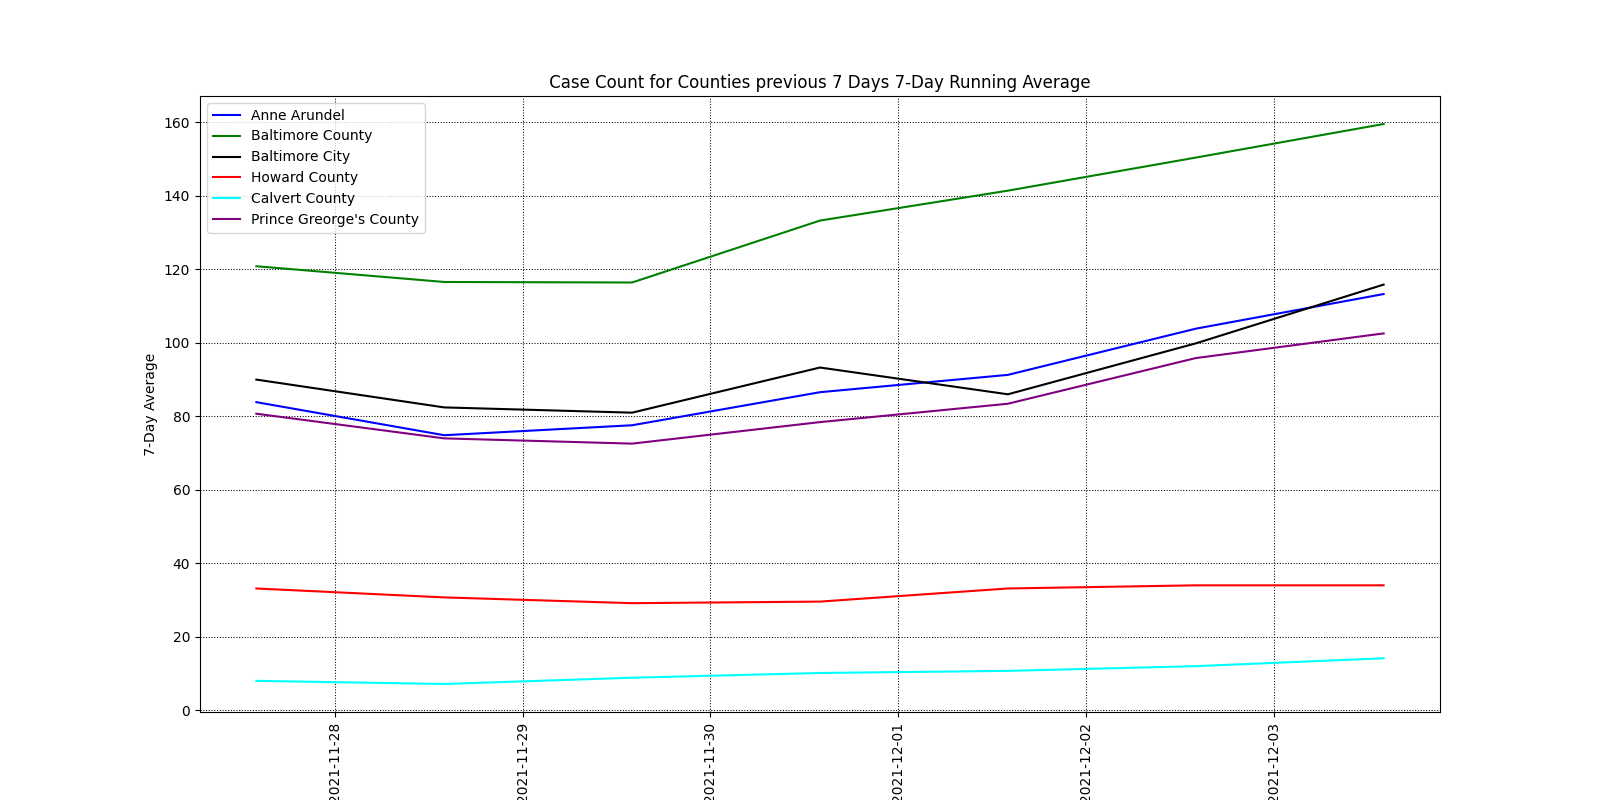 Case Count for Counties previous 7 Days 7-Day Running Average
Anne Arundel
Baltimore County
Baltimore City
Howard County
Calvert County
Prince Greorge's County
7-Day Average
160
140
120
100
80
60
40
20
0
2021-11-28
2021-11-29
2021-11-30
2021-12-01
2021-12-02
2021-12-03